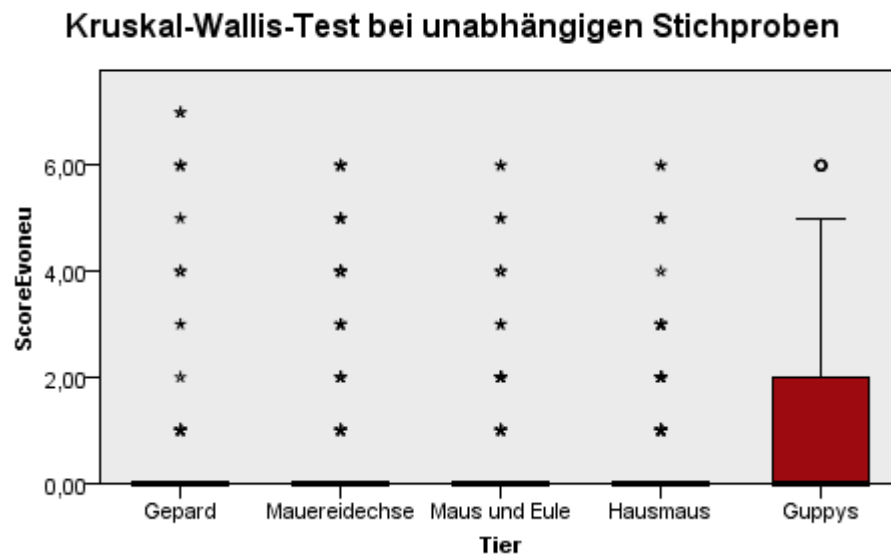 Kruskal-Wallis-Test bei unabhängigen Stichproben
6,00
4,00
2,00
0,00
ScoreEvoneu
Gepard Mauereidechse Maus und Eule Hausmaus Guppys
Tier